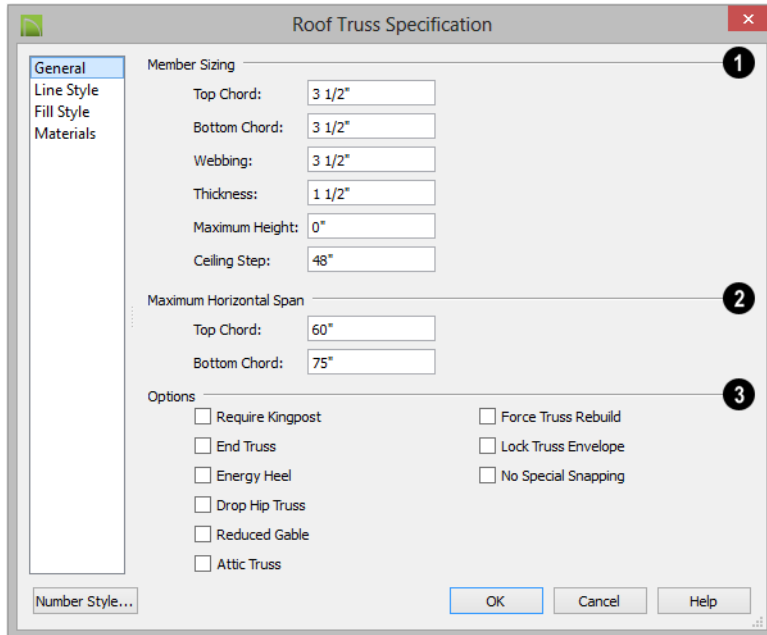 Roof Truss Specification
×
General
Line Style
Fill Style
Materials
Member Sizing
1
Top Chord: 3 1/2"
Bottom Chord: 3 1/2"
Webbing: 3 1/2"
Thickness: 1 1/2"
Maximum Height: 0"
Ceiling Step: 48"
Maximum Horizontal Span
2
Top Chord: 60"
Bottom Chord: 75"
Options
3
Require Kingpost
End Truss
Energy Heel
Drop Hip Truss
Reduced Gable
Attic Truss
Force Truss Rebuild
Lock Truss Envelope
No Special Snapping
Number Style...
OK
Cancel
Help